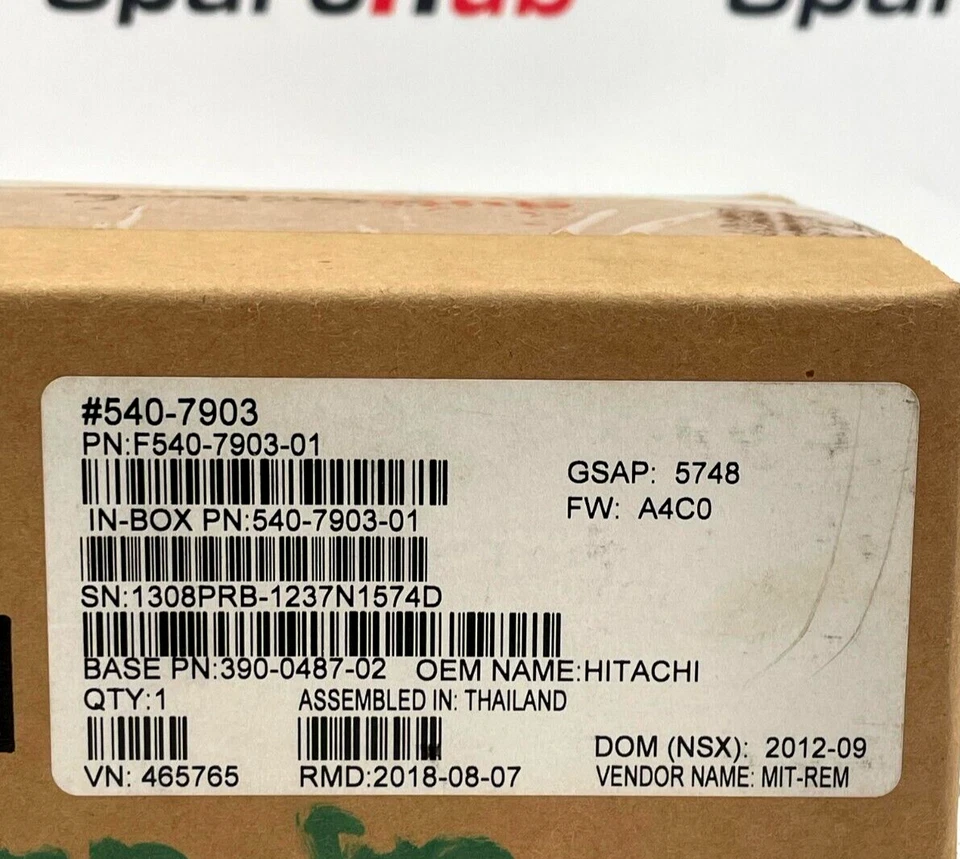 #540-7903
PN:F540-7903-01
GSAP: 5748
FW: A4C0
IN-BOX PN:540-7903-01
SN:1308PRB-1237N1574D
BASE PN:390-0487-02 OEM NAME:HITACHI
QTY:1 ASSEMBLED IN: THAILAND
DOM (NSX): 2012-09
VN: 465765 RMD:2018-08-07 VENDOR NAME: MIT-REM